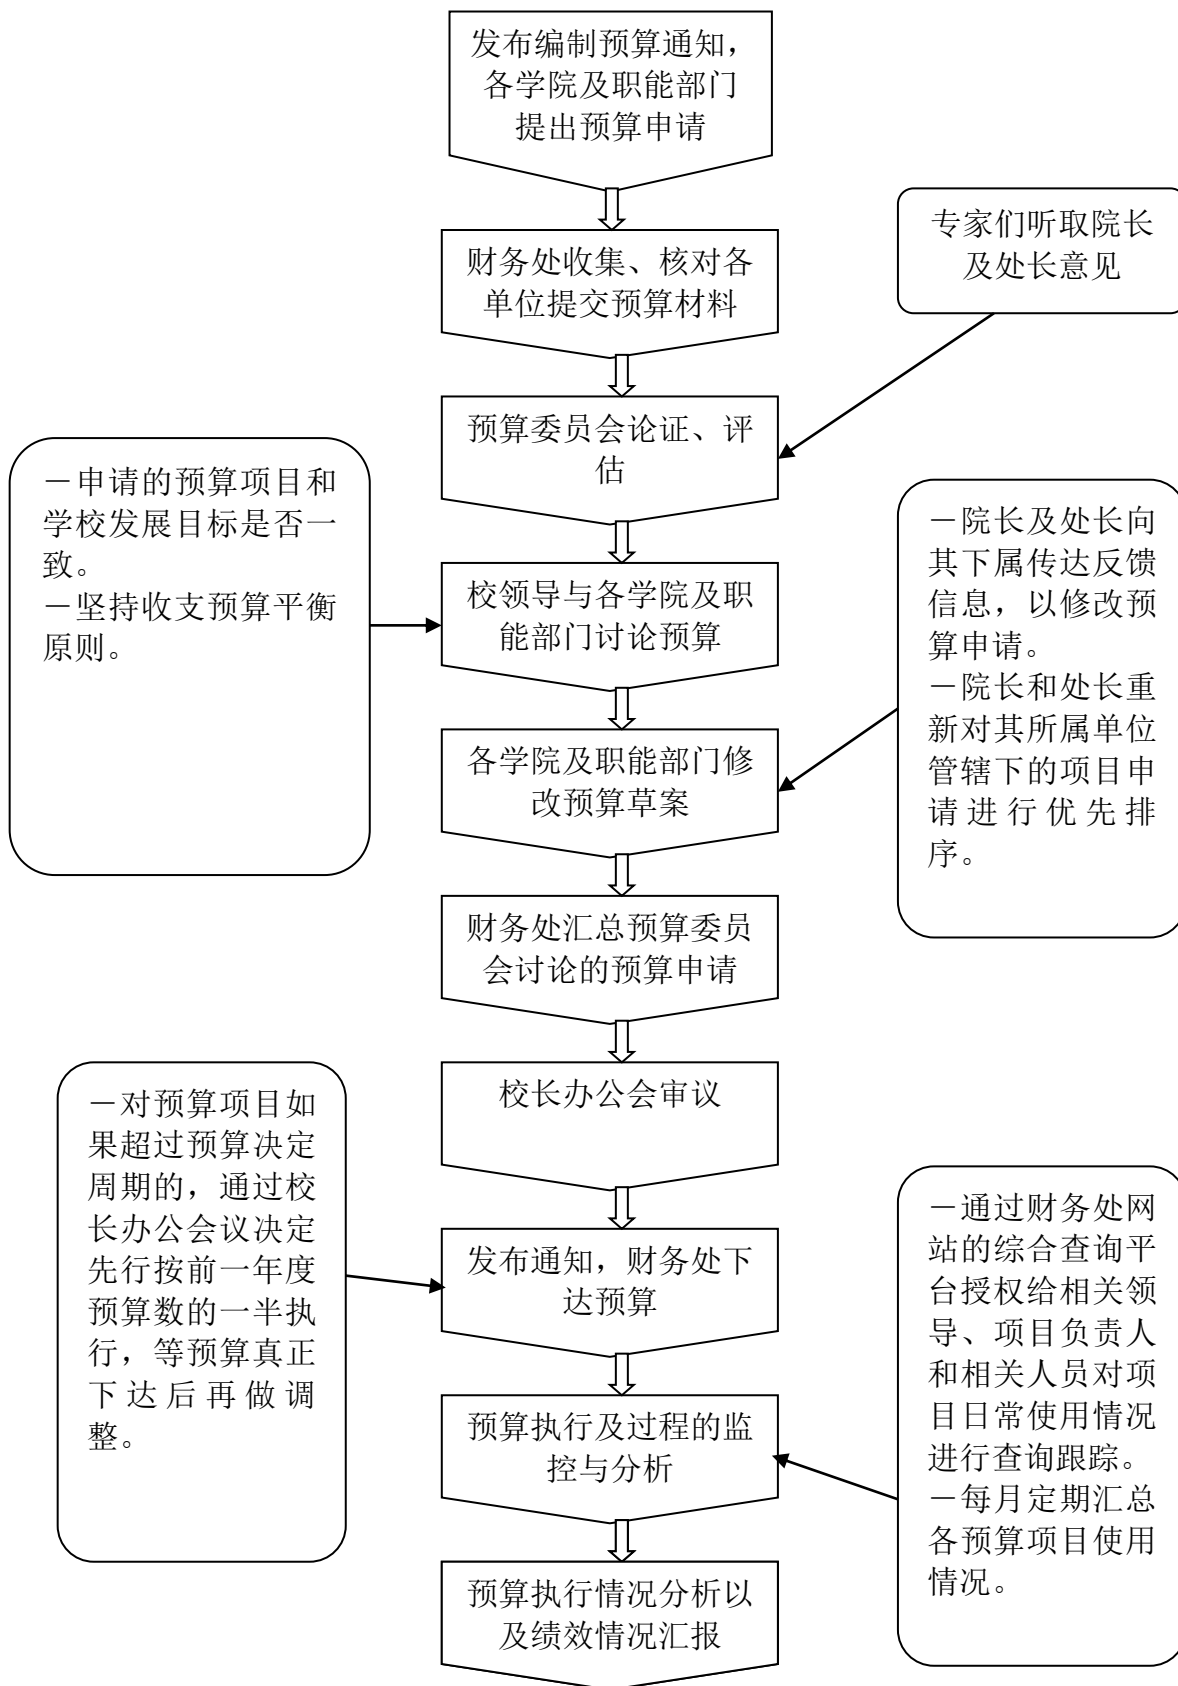 发布编制预算通知，
各学院及职能部门
提出预算申请
专家们听取院长
及处长意见
财务处收集、核对各
单位提交预算材料
预算委员会论证、评
估
－申请的预算项目和
学校发展目标是否一
致。
－坚持收支预算平衡
原则。
－院长及处长向
其下属传达反馈
信息，以修改预
算申请。
－院长和处长重
新对其所属单位
管辖下的项目申
请进行优先排
序。
校领导与各学院及职
能部门讨论预算
各学院及职能部门修
改预算草案
财务处汇总预算委员
会讨论的预算申请
校长办公会审议
－对预算项目如
果超过预算决定
周期的，通过校
长办公会议决定
先行按前一年度
预算数的一半执
行，等预算真正
下达后再做调
整。
发布通知，财务处下
达预算
－通过财务处网
站的综合查询平
台授权给相关领
导、项目负责人
和相关人员对项
目日常使用情况
进行查询跟踪。
－每月定期汇总
各预算项目使用
情况。
预算执行及过程的监
控与分析
预算执行情况分析以
及绩效情况汇报